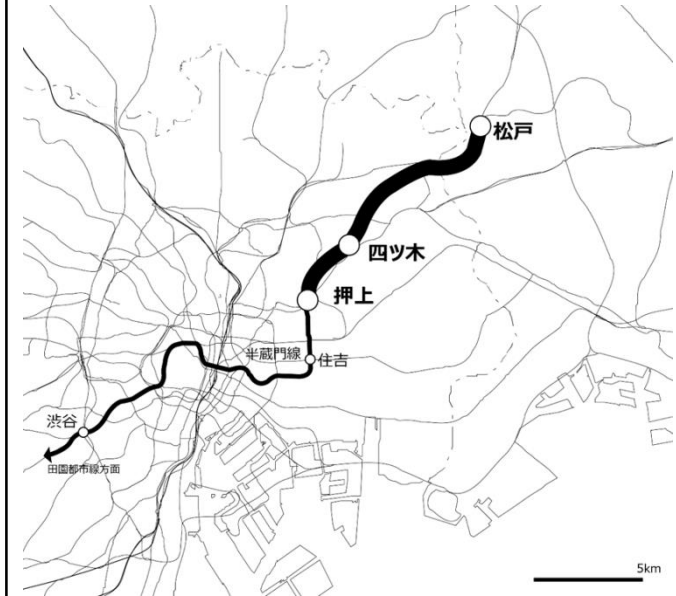 松戸
四ツ木
押上
半蔵門線
住吉
渋谷
田園都市線方面
5km